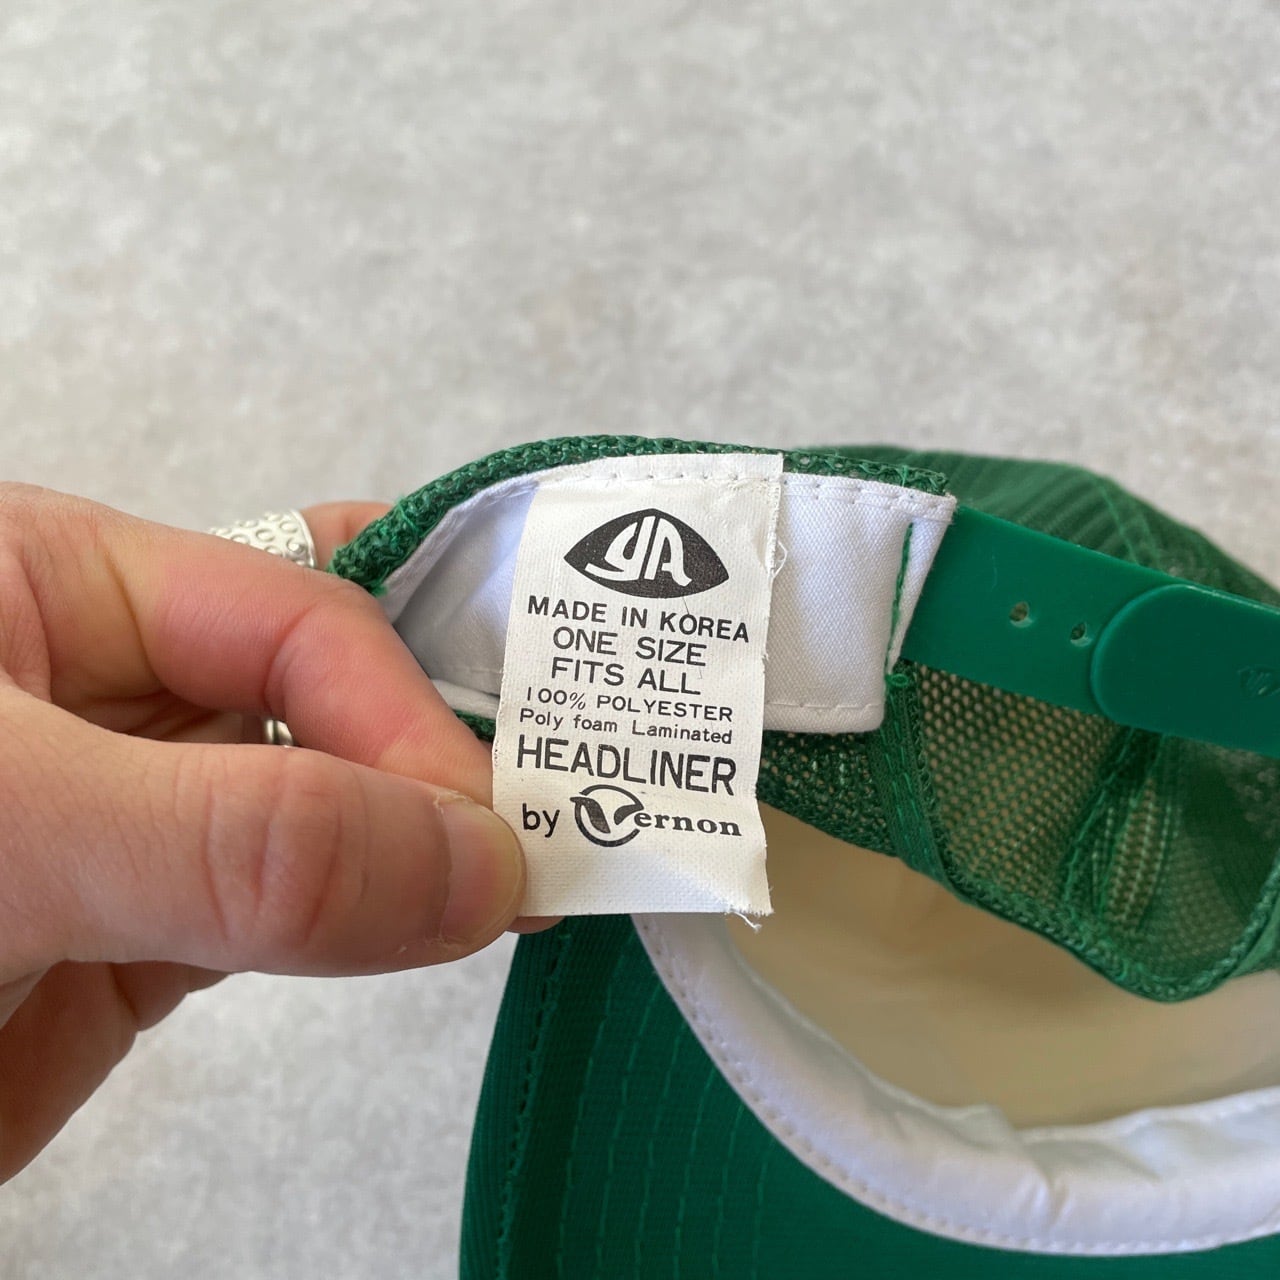 YA
MADE IN KOREA
ONE SIZE
FITS ALL
100% POLYESTER
Poly foam Laminated
HEADLINER
by Vernon